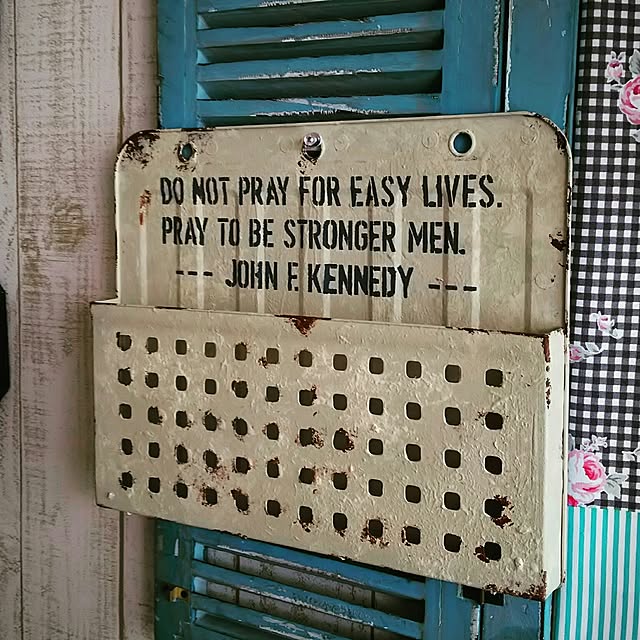 DO NOT PRAY FOR EASY LIVES.
PRAY TO BE STRONGER MEN.
--- JOHN F. KENNEDY ---